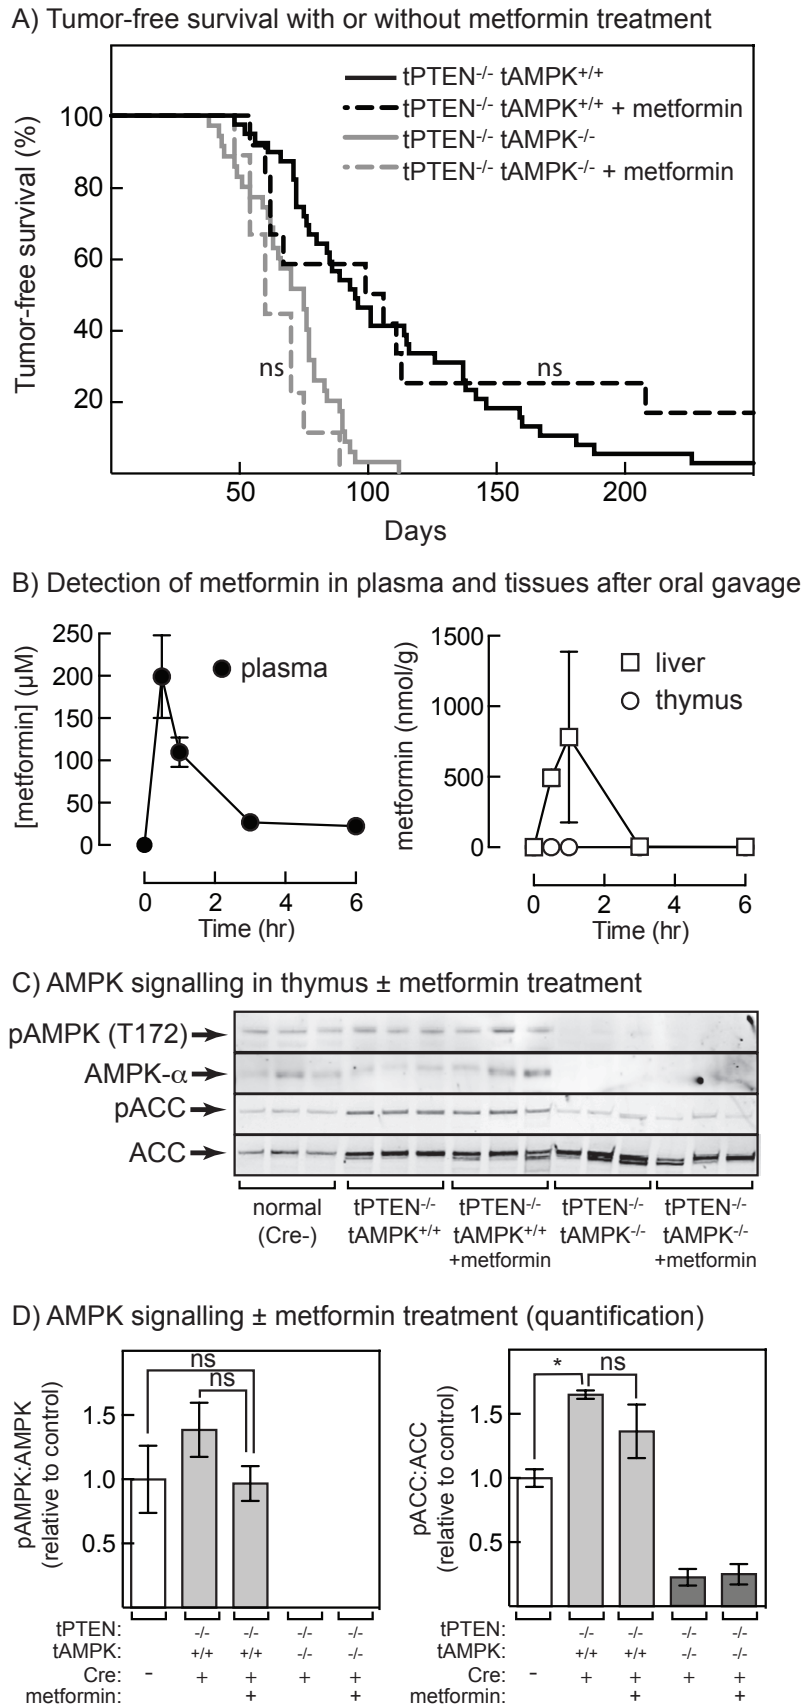 A) Tumor-free survival with or without metformin treatment
Tumor-free survival (%)
100
80
60
40
20
tPTEN-/- tAMPK+/+
tPTEN-/- tAMPK+/+ + metformin
tPTEN-/- tAMPK-/-
tPTEN-/- tAMPK-/- + metformin
ns
ns
50 100 150 200
Days
B) Detection of metformin in plasma and tissues after oral gavage
[metformin] (µM)
250
200
150
100
50
0
plasma
0 2 4 6
Time (hr)
metformin (nmol/g)
1500
1000
500
0
liver
thymus
0 2 4 6
Time (hr)
C) AMPK signalling in thymus ± metformin treatment
pAMPK (T172)
AMPK-α
pACC
ACC
normal
(Cre-)
tPTEN-/-
tAMPK+/+
tPTEN-/-
tAMPK+/+
+metformin
tPTEN-/-
tAMPK-/-
tPTEN-/-
tAMPK-/-
+metformin
D) AMPK signalling ± metformin treatment (quantification)
pAMPK:AMPK
(relative to control)
1.5
1.0
0.5
ns
ns
tPTEN: -/- -/- -/- -/-
tAMPK: +/+ +/+ -/- -/-
Cre: - + + + +
metformin: + +
pACC:ACC
(relative to control)
1.5
1.0
0.5
* ns
tPTEN: -/- -/- -/- -/-
tAMPK: +/+ +/+ -/- -/-
Cre: - + + + +
metformin: + +